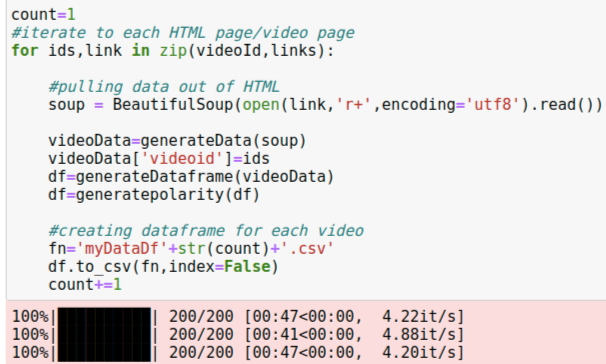 count=1
#iterate to each HTML page/video page
for ids,link in zip(videoId,links):
#pulling data out of HTML
soup = BeautifulSoup(open(link,'r+',encoding='utf8').read())
videoData=generateData(soup)
videoData['videoid']=ids
df=generateDataframe(videoData)
df=generatepolarity(df)
#creating dataframe for each video
fn='myDataDf'+str(count)+'.csv'
df.to_csv(fn,index=False)
count+=1
100%|██████████| 200/200 [00:47<00:00, 4.22it/s]
100%|██████████| 200/200 [00:41<00:00, 4.88it/s]
100%|██████████| 200/200 [00:47<00:00, 4.20it/s]